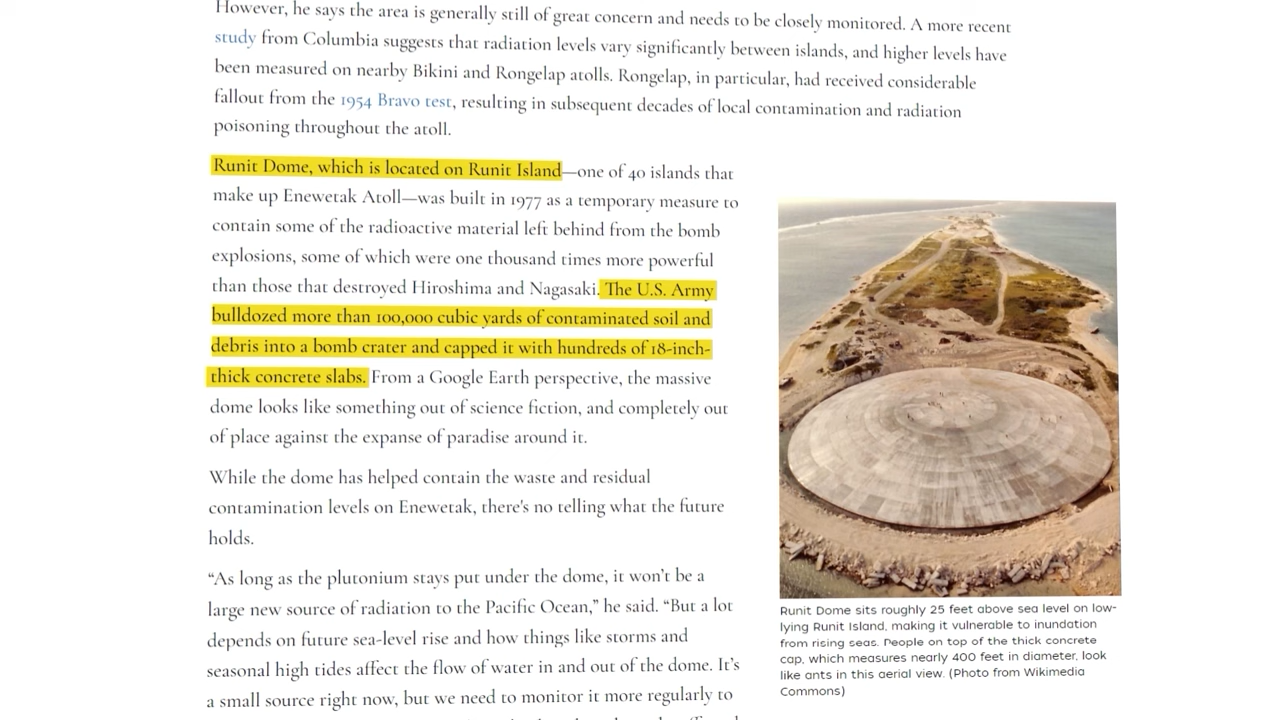 However, he says the area is generally still of great concern and needs to be closely monitored. A more recent
study from Columbia suggests that radiation levels vary significantly between islands, and higher levels have
been measured on nearby Bikini and Rongelap atolls. Rongelap, in particular, had received considerable
fallout from the 1954 Bravo test, resulting in subsequent decades of local contamination and radiation
poisoning throughout the atoll.
Runit Dome, which is located on Runit Island—one of 40 islands that
make up Enewetak Atoll—was built in 1977 as a temporary measure to
contain some of the radioactive material left behind from the bomb
explosions, some of which were one thousand times more powerful
than those that destroyed Hiroshima and Nagasaki. The U.S. Army
bulldozed more than 100,000 cubic yards of contaminated soil and
debris into a bomb crater and capped it with hundreds of 18-inch-
thick concrete slabs. From a Google Earth perspective, the massive
dome looks like something out of science fiction, and completely out
of place against the expanse of paradise around it.
While the dome has helped contain the waste and residual
contamination levels on Enewetak, there's no telling what the future
holds.
“As long as the plutonium stays put under the dome, it won't be a
large new source of radiation to the Pacific Ocean,” he said. “But a lot
depends on future sea-level rise and how things like storms and
seasonal high tides affect the flow of water in and out of the dome. It's
a small source right now, but we need to monitor it more regularly to
Runit Dome sits roughly 25 feet above sea level on low-
lying Runit Island, making it vulnerable to inundation
from rising seas. People on top of the thick concrete
cap, which measures nearly 400 feet in diameter, look
like ants in this aerial view. (Photo from Wikimedia
Commons)